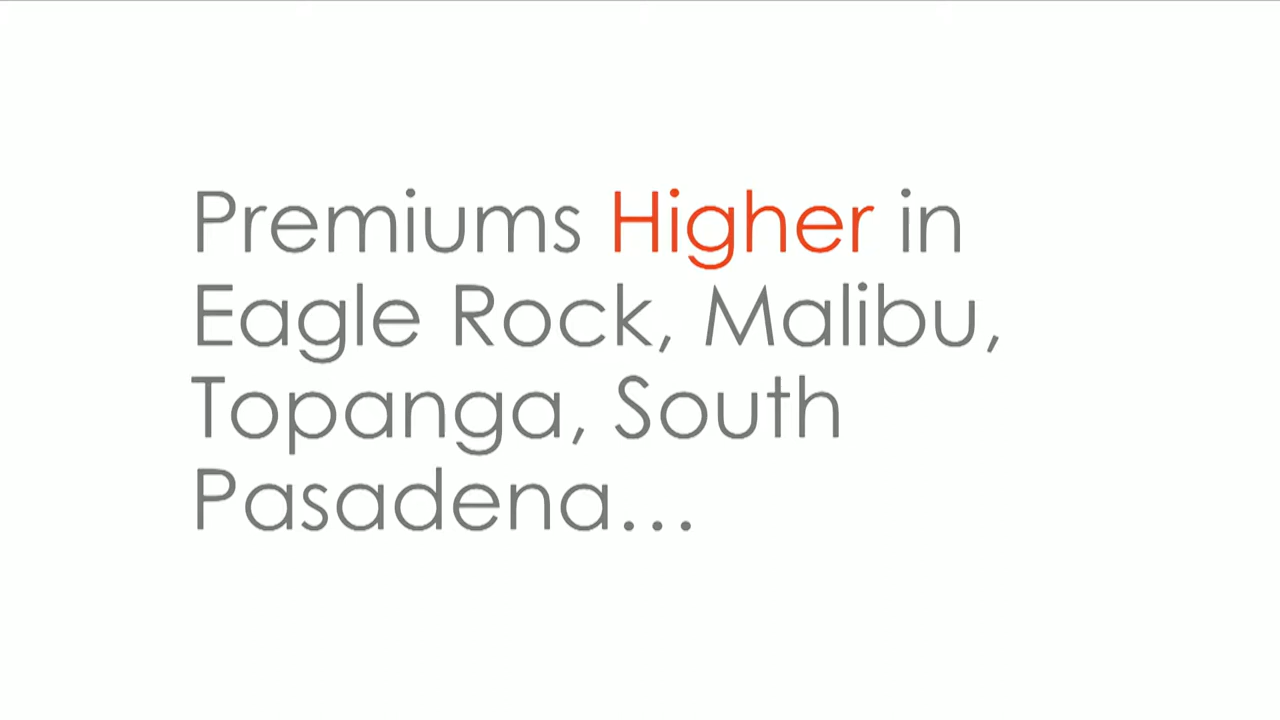 Premiums Higher in
Eagle Rock, Malibu,
Topanga, South
Pasadena...